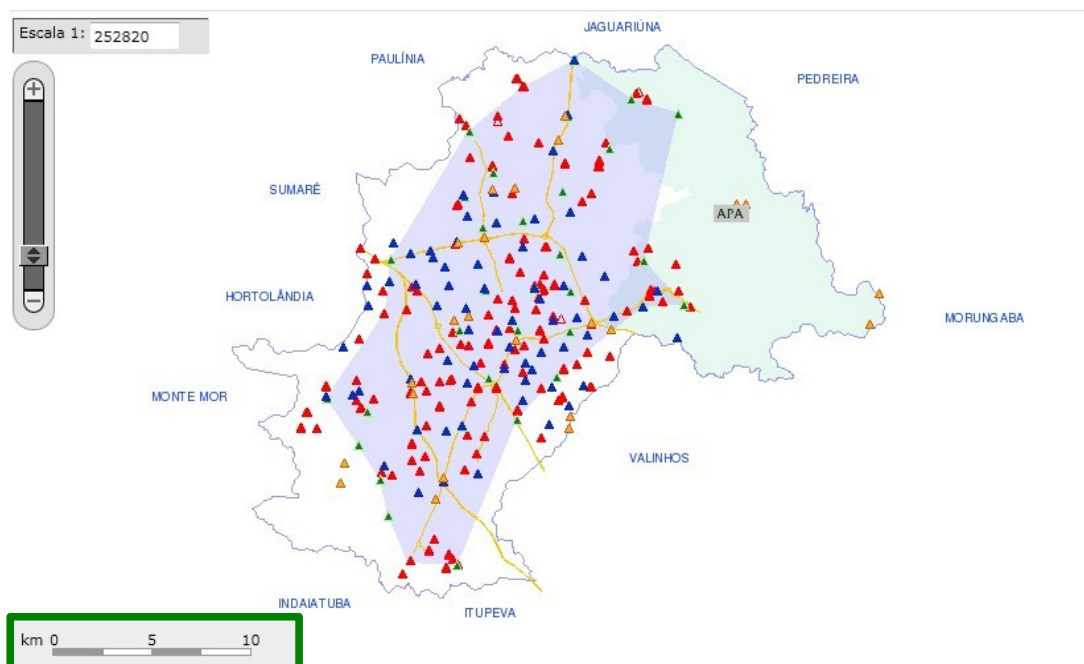 Escala 1: 252820
JAGUARIÚNA
PAULÍNIA
PEDREIRA
SUMARÉ
APA
HORTOLÂNDIA
MORUNGABA
MONTE MOR
VALINHOS
INDAIATUBA
ITUPEVA
km 0 5 10